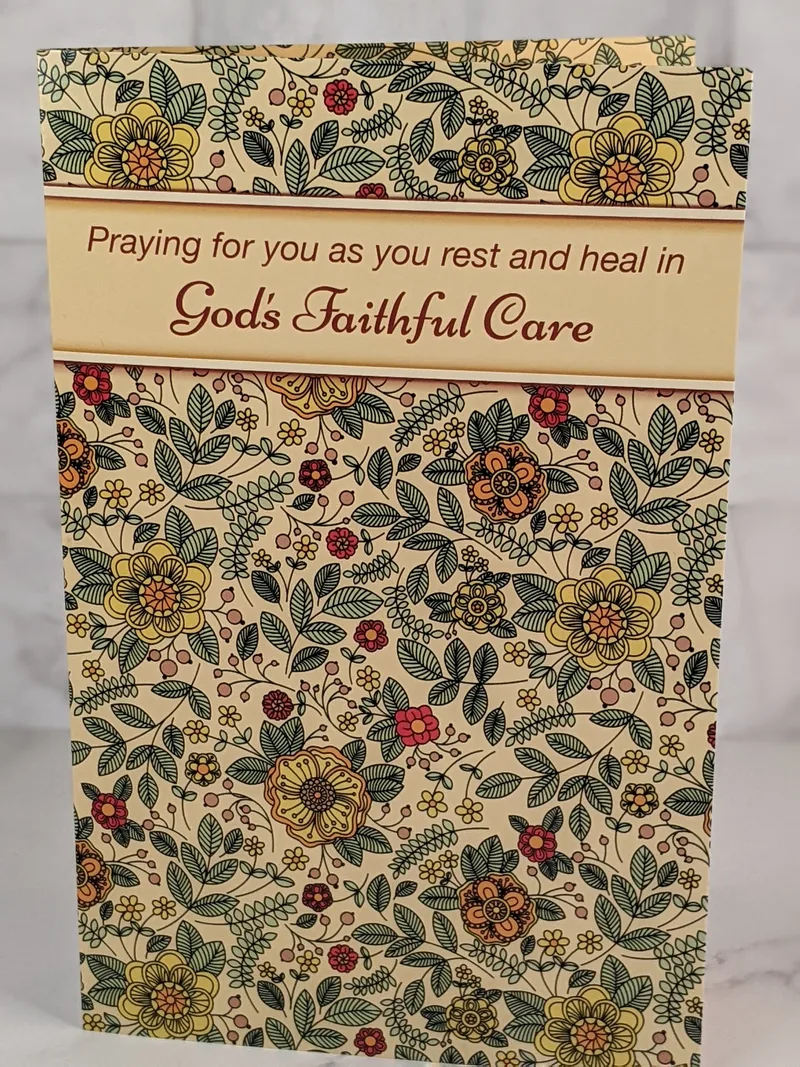 Praying for you as you rest and heal in
God's Faithful Care